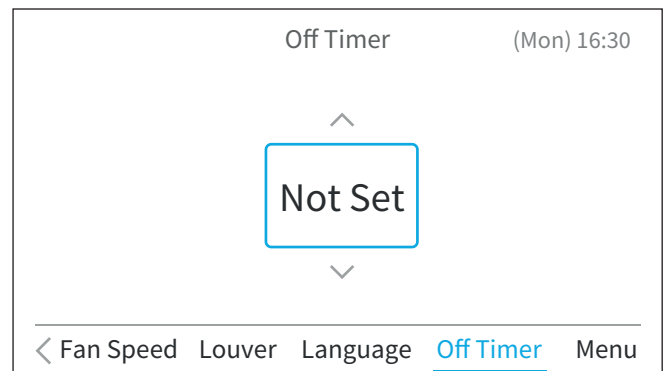 Off Timer (Mon) 16:30
Not Set
Fan Speed Louver Language Off Timer Menu